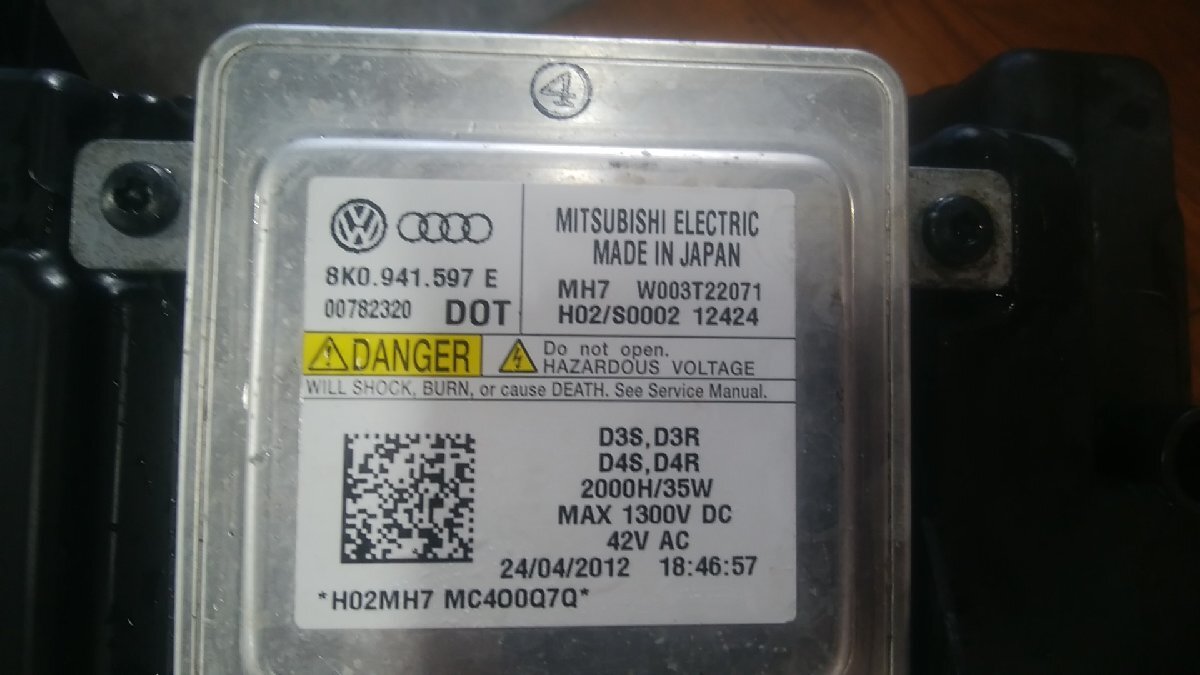 4
VW
8K0.941.597 E
00782320 DOT
MITSUBISHI ELECTRIC
MADE IN JAPAN
MH7 W003T22071
H02/S0002 12424
DANGER
Do not open.
HAZARDOUS VOLTAGE
WILL SHOCK, BURN, or cause DEATH. See Service Manual.
D3S,D3R
D4S,D4R
2000H/35W
MAX 1300V DC
42V AC
24/04/2012 18:46:57
*H02MH7 MC400Q7Q*